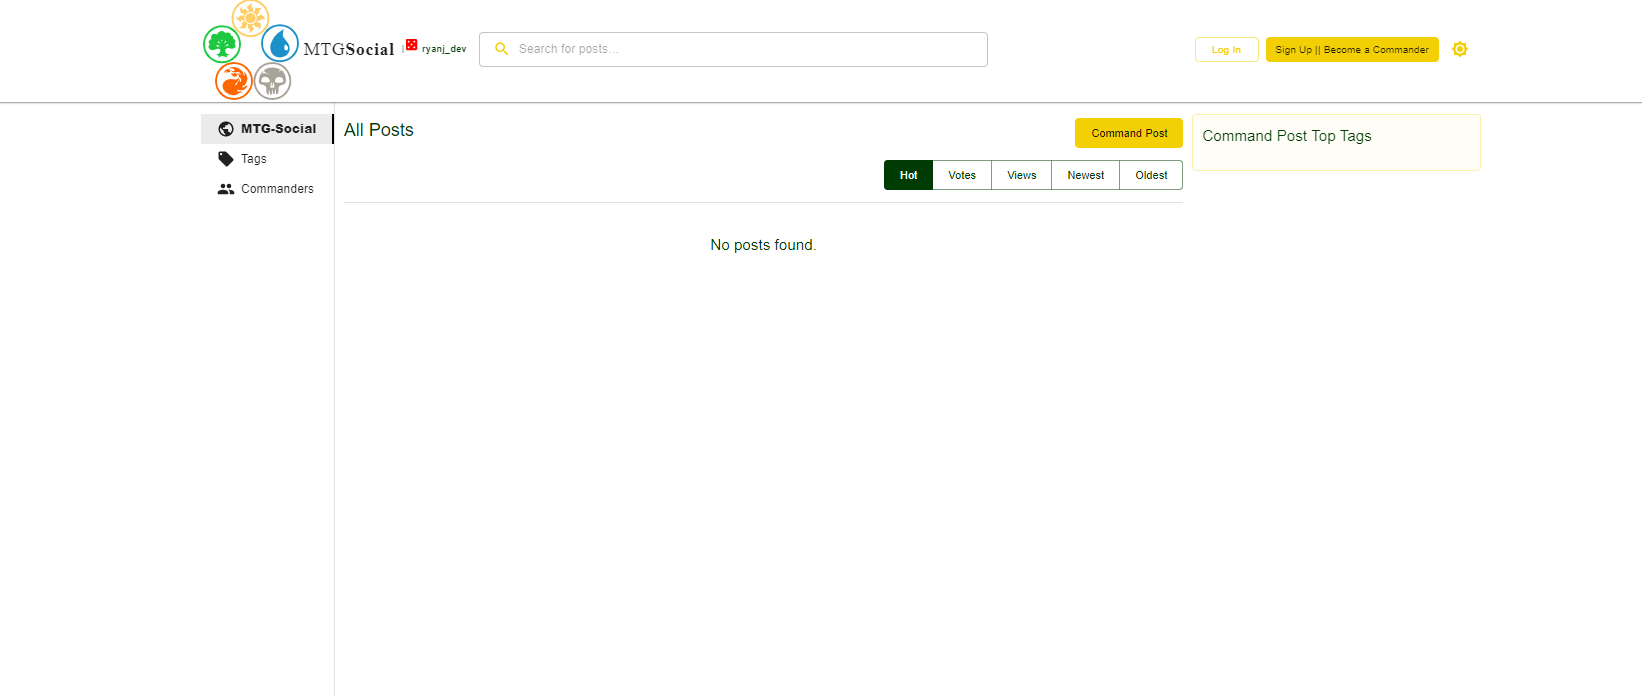 MTGSocial | ryanj_dev
Search for posts...
Log In
Sign Up || Become a Commander
MTG-Social
Tags
Commanders
All Posts
Command Post
Hot Votes Views Newest Oldest
No posts found.
Command Post Top Tags